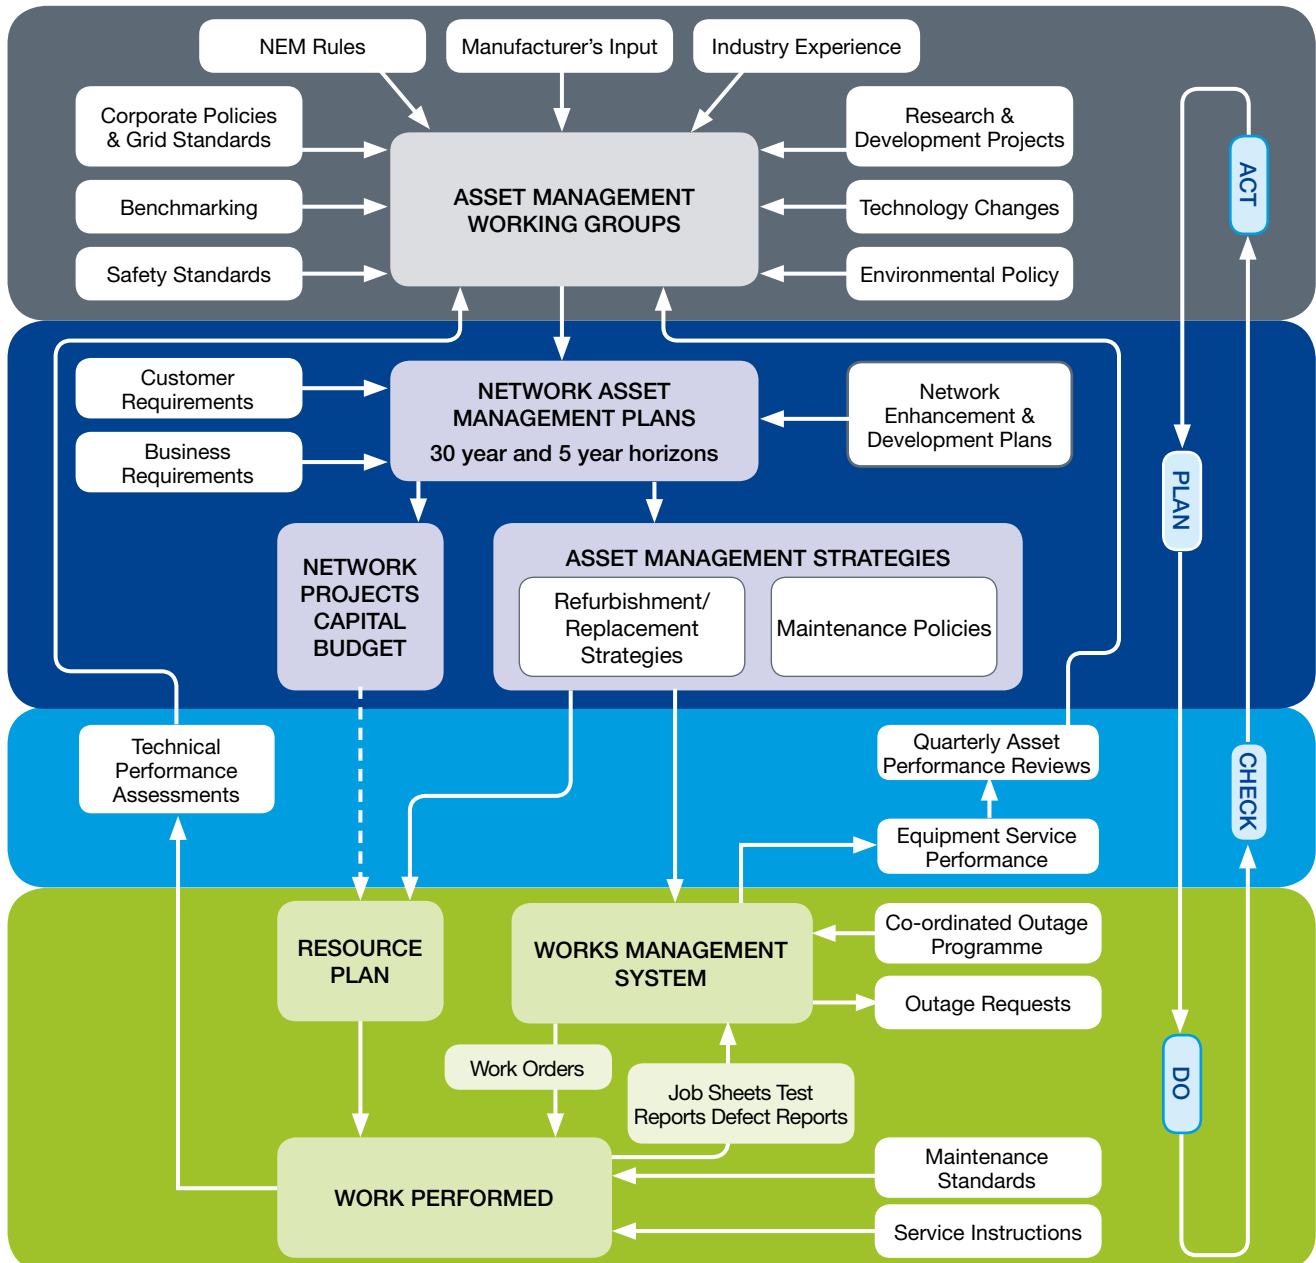 NEM Rules
Manufacturer's Input
Industry Experience
Corporate Policies
& Grid Standards
Research &
Development Projects
ASSET MANAGEMENT
WORKING GROUPS
Benchmarking
Technology Changes
Safety Standards
Environmental Policy
ACT
Customer
Requirements
NETWORK ASSET
MANAGEMENT PLANS
30 year and 5 year horizons
Network
Enhancement &
Development Plans
Business
Requirements
PLAN
NETWORK
PROJECTS
CAPITAL
BUDGET
ASSET MANAGEMENT STRATEGIES
Refurbishment/
Replacement
Strategies
Maintenance Policies
Technical
Performance
Assessments
Quarterly Asset
Performance Reviews
Equipment Service
Performance
CHECK
RESOURCE
PLAN
WORKS MANAGEMENT
SYSTEM
Co-ordinated Outage
Programme
Outage Requests
Work Orders
Job Sheets Test
Reports Defect Reports
DO
WORK PERFORMED
Maintenance
Standards
Service Instructions